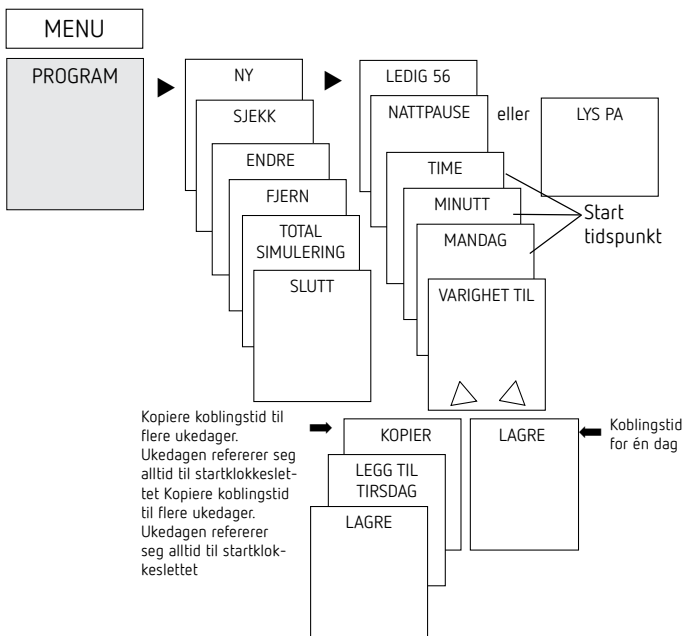 MENU
PROGRAM
NY
SJEKK
ENDRE
FJERN
TOTAL
SIMULERING
SLUTT
LEDIG 56
NATTPAUSE
eller
LYS PA
TIME
MINUTT
MANDAG
VARIGHET TIL
Start
tidspunkt
Kopiere koblingstid til
flere ukedager.
Ukedagen refererer seg
alltid til startklokkeslet-
tet Kopiere koblingstid
til flere ukedager.
Ukedagen refererer
seg alltid til startklok-
keslettet
KOPIER
LEGG TIL
TIRSDAG
LAGRE
LAGRE
Koblingstid
for én dag